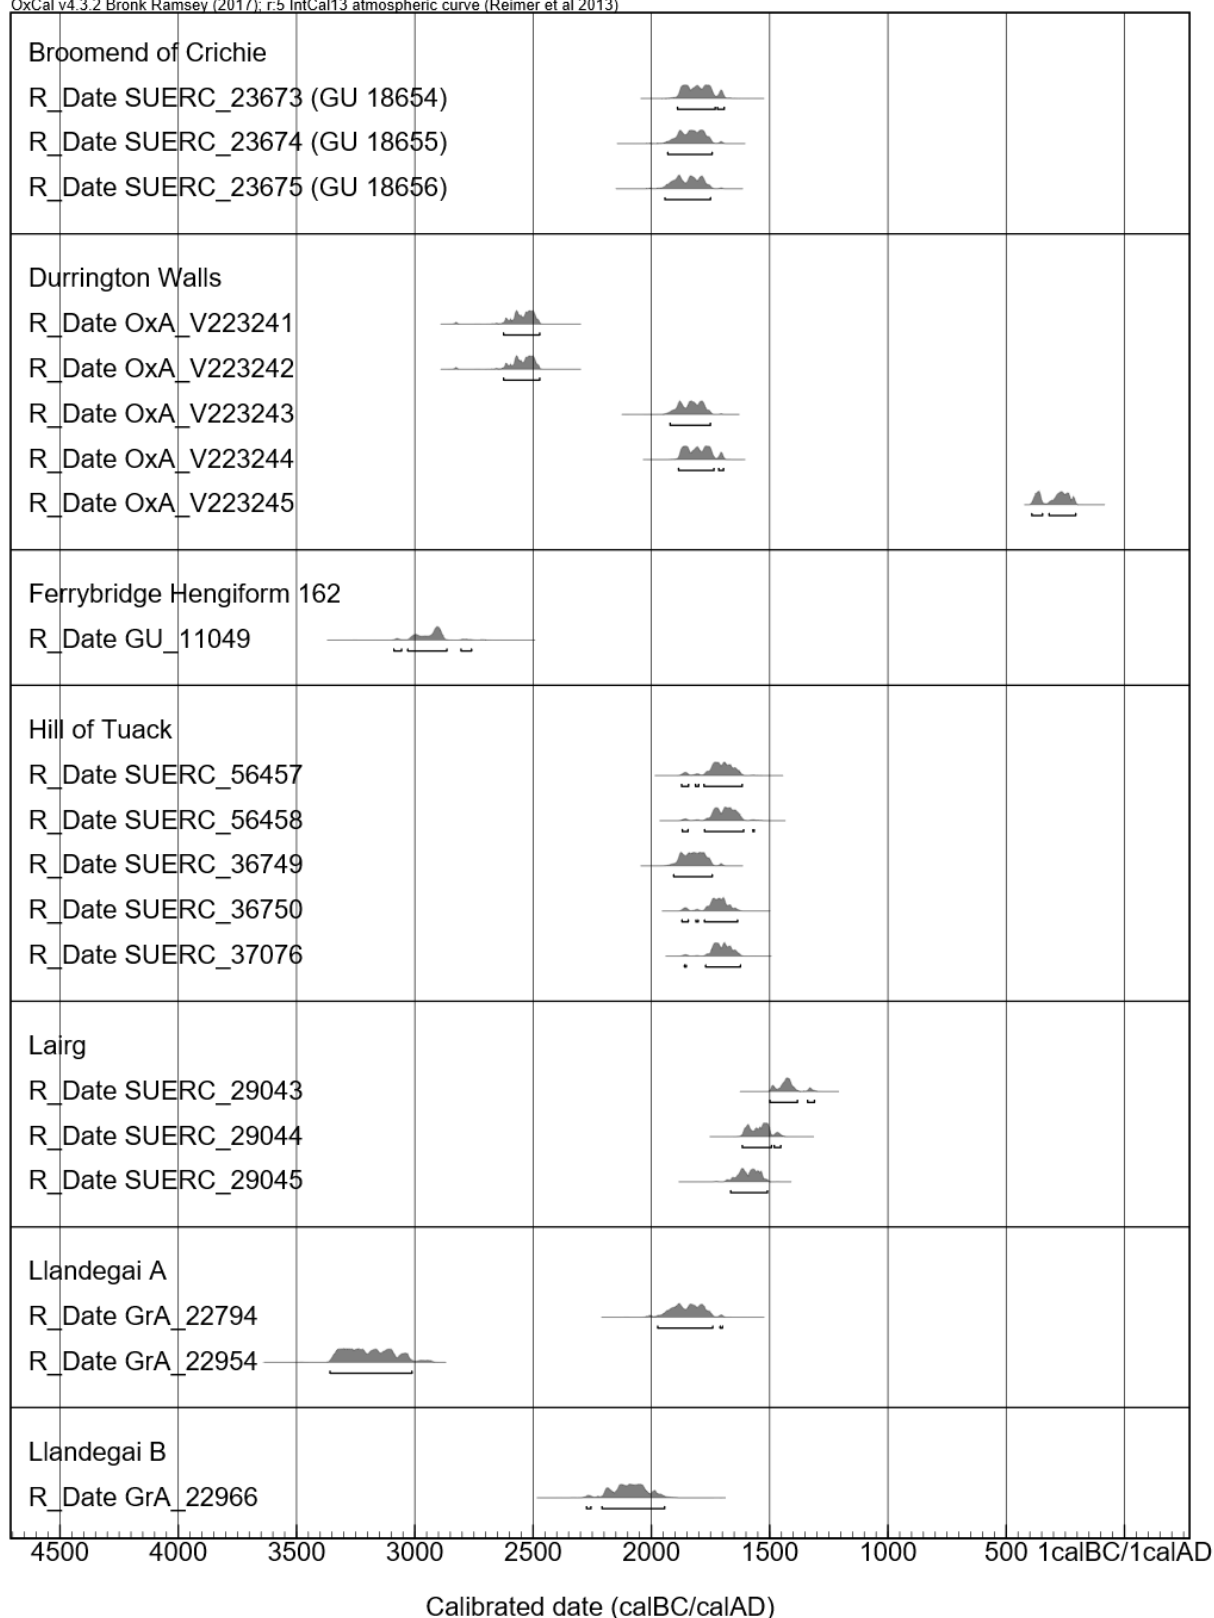 OxCal v4.3.2 Bronk Ramsey (2017); r:5 IntCal13 atmospheric curve (Reimer et al 2013)
Broomend of Crichie
R_Date SUERC_23673 (GU 18654)
R_Date SUERC_23674 (GU 18655)
R_Date SUERC_23675 (GU 18656)
Durrington Walls
R_Date OxA_V223241
R_Date OxA_V223242
R_Date OxA_V223243
R_Date OxA_V223244
R_Date OxA_V223245
Ferrybridge Hengiform 162
R_Date GU_11049
Hill of Tuack
R_Date SUERC_56457
R_Date SUERC_56458
R_Date SUERC_36749
R_Date SUERC_36750
R_Date SUERC_37076
Lairg
R_Date SUERC_29043
R_Date SUERC_29044
R_Date SUERC_29045
Llandegai A
R_Date GrA_22794
R_Date GrA_22954
Llandegai B
R_Date GrA_22966
4500 4000 3500 3000 2500 2000 1500 1000 500 1calBC/1calAD
Calibrated date (calBC/calAD)